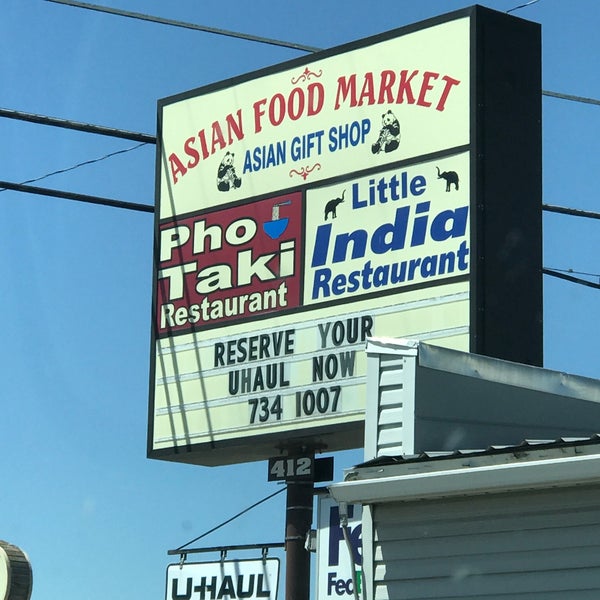 ASIAN FOOD MARKET
ASIAN GIFT SHOP
Pho
Taki
Restaurant
Little
India
Restaurant
RESERVE YOUR
UHAUL NOW
734 1007
412
U-HAUL